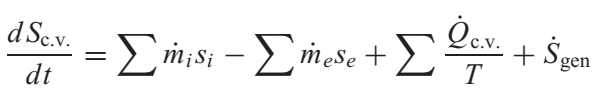 dS_c.v./dt = ∑ ṁ_i s_i − ∑ ṁ_e s_e + ∑ Q̇_c.v./T + Ṡ_gen